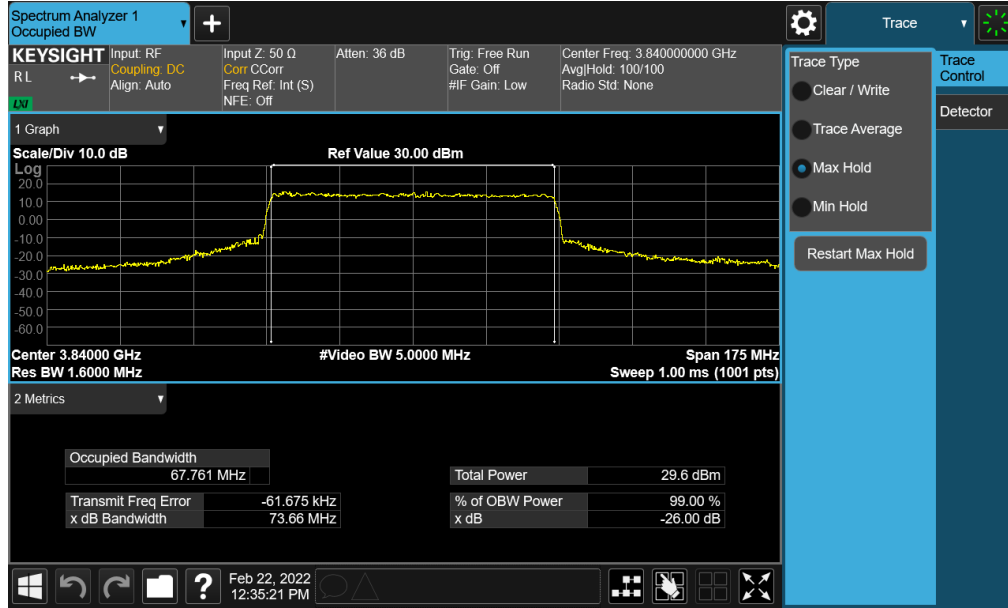 Spectrum Analyzer 1
Occupied BW
+
Trace
KEYSIGHT
R L
LXI
Input: RF
Coupling: DC
Align: Auto
Input Z: 50 Ω
Corr CCorr
Freq Ref: Int (S)
NFE: Off
Atten: 36 dB
Trig: Free Run
Gate: Off
#IF Gain: Low
Center Freq: 3.840000000 GHz
Avg|Hold: 100/100
Radio Std: None
1 Graph
Scale/Div 10.0 dB
Ref Value 30.00 dBm
Log
20.0
10.0
0.00
-10.0
-20.0
-30.0
-40.0
-50.0
-60.0
Center 3.84000 GHz
#Video BW 5.0000 MHz
Span 175 MHz
Res BW 1.6000 MHz
Sweep 1.00 ms (1001 pts)
2 Metrics
Occupied Bandwidth
67.761 MHz
Transmit Freq Error -61.675 kHz
x dB Bandwidth 73.66 MHz
Total Power 29.6 dBm
% of OBW Power 99.00 %
x dB -26.00 dB
?
Feb 22, 2022
12:35:21 PM
Trace Type
Clear / Write
Trace Average
Max Hold
Min Hold
Restart Max Hold
Trace
Control
Detector